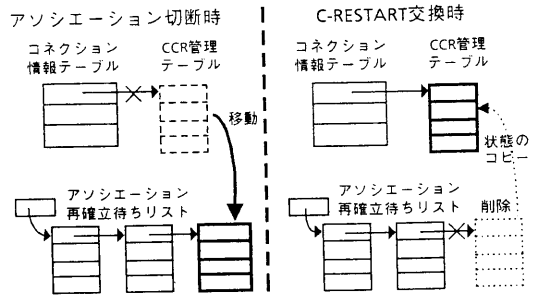 アソシエーション切断時
コネクション
情報テーブル
CCR管理
テーブル
移動
アソシエーション
再確立待ちリスト
C-RESTART交換時
コネクション
情報テーブル
CCR管理
テーブル
状態の
コピー
アソシエーション
再確立待ちリスト
削除